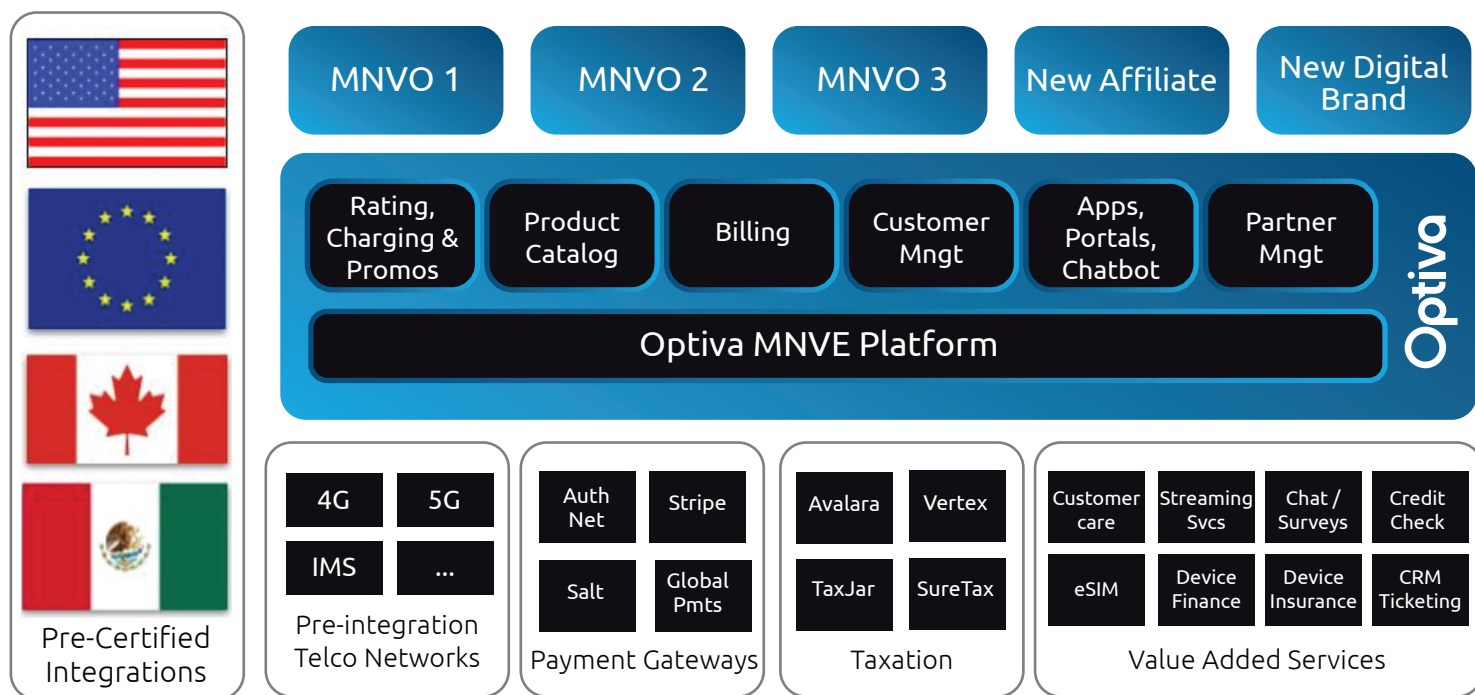 MNVO 1
MNVO 2
MNVO 3
New Affiliate
New Digital
Brand
Rating,
Charging &
Promos
Product
Catalog
Billing
Customer
Mngt
Apps,
Portals,
Chatbot
Partner
Mngt
Optiva MNVE Platform
Optiva
Pre-Certified
Integrations
4G
5G
IMS
...
Pre-integration
Telco Networks
Auth
Net
Stripe
Salt
Global
Pmts
Payment Gateways
Avalara
Vertex
TaxJar
SureTax
Taxation
Customer
care
Streaming
Svcs
Chat /
Surveys
Credit
Check
eSIM
Device
Finance
Device
Insurance
CRM
Ticketing
Value Added Services